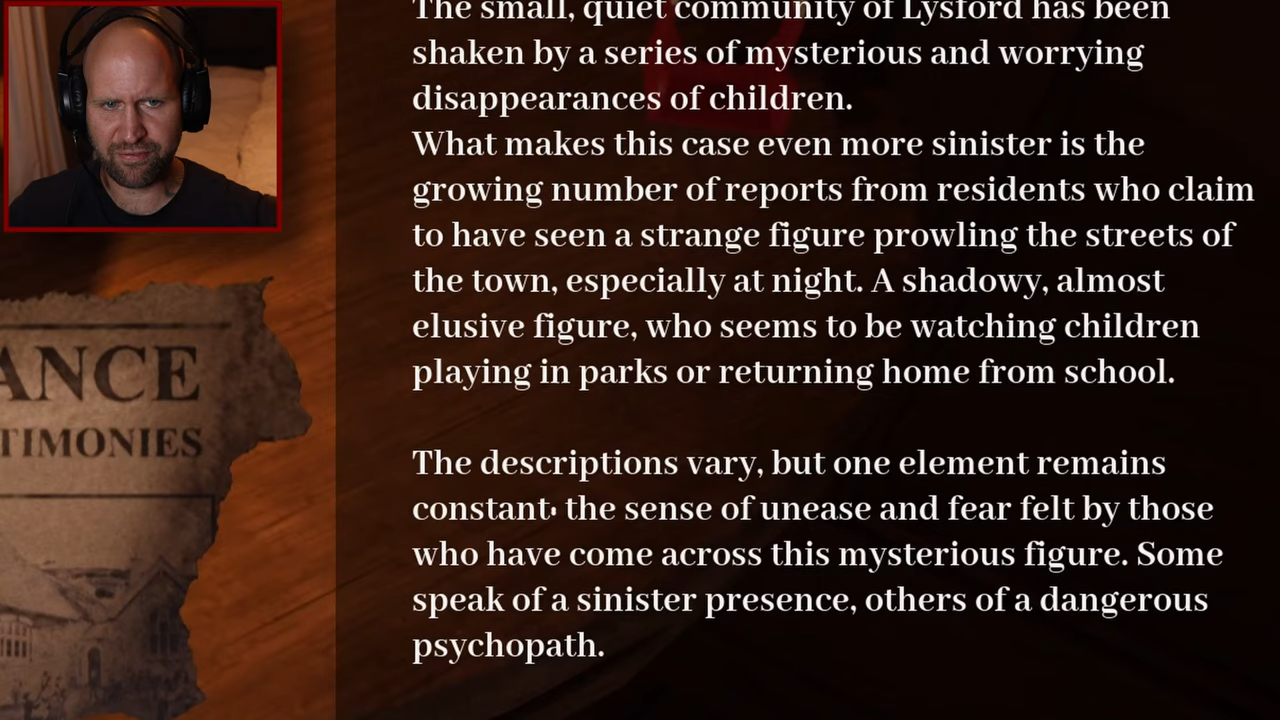 The small, quiet community of Lysford has been
shaken by a series of mysterious and worrying
disappearances of children.
What makes this case even more sinister is the
growing number of reports from residents who claim
to have seen a strange figure prowling the streets of
the town, especially at night. A shadowy, almost
elusive figure, who seems to be watching children
playing in parks or returning home from school.
The descriptions vary, but one element remains
constant: the sense of unease and fear felt by those
who have come across this mysterious figure. Some
speak of a sinister presence, others of a dangerous
psychopath.
ANCE
TIMONIES